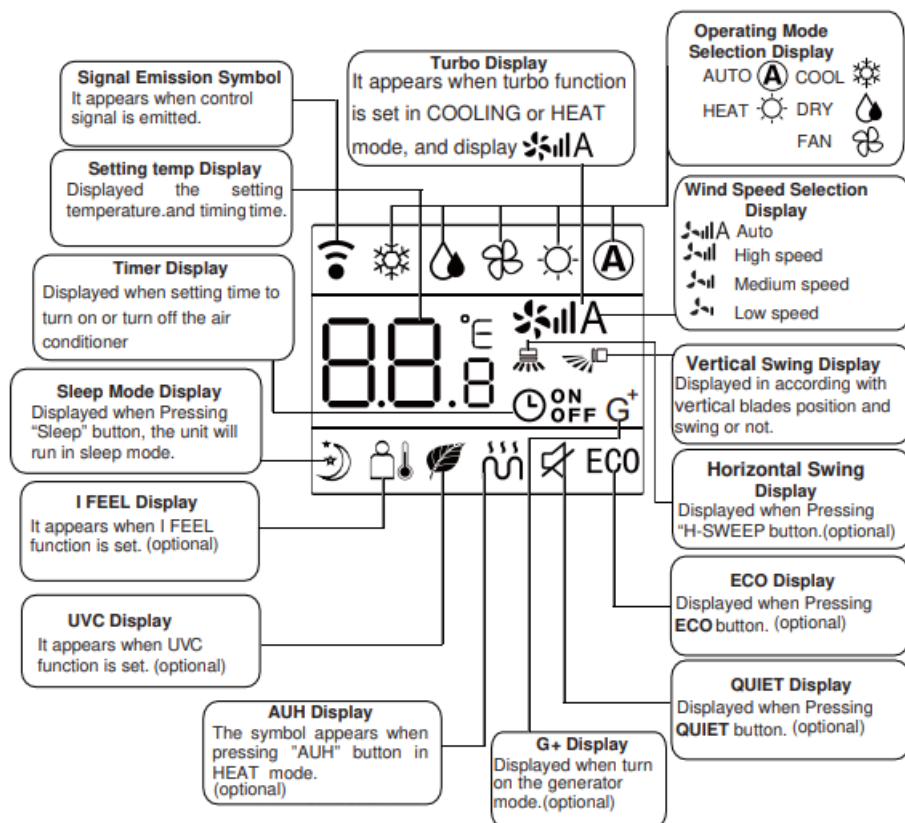 Signal Emission Symbol
It appears when control
signal is emitted.
Setting temp Display
Displayed the setting
temperature.and timing time.
Timer Display
Displayed when setting time to
turn on or turn off the air
conditioner
Sleep Mode Display
Displayed when Pressing
“Sleep” button, the unit will
run in sleep mode.
I FEEL Display
It appears when I FEEL
function is set. (optional)
UVC Display
It appears when UVC
function is set. (optional)
AUH Display
The symbol appears when
pressing "AUH" button in
HEAT mode.
(optional)
Turbo Display
It appears when turbo function
is set in COOLING or HEAT
mode, and display A
A
88.8 °E
A
ON
OFF G+
ECO
Operating Mode
Selection Display
AUTO A COOL
HEAT DRY
FAN
Wind Speed Selection
Display
A Auto
High speed
Medium speed
Low speed
Vertical Swing Display
Displayed in according with
vertical blades position and
swing or not.
Horizontal Swing
Display
Displayed when Pressing
“H-SWEEP button.(optional)
ECO Display
Displayed when Pressing
ECO button. (optional)
QUIET Display
Displayed when Pressing
QUIET button. (optional)
G+ Display
Displayed when turn
on the generator
mode.(optional)